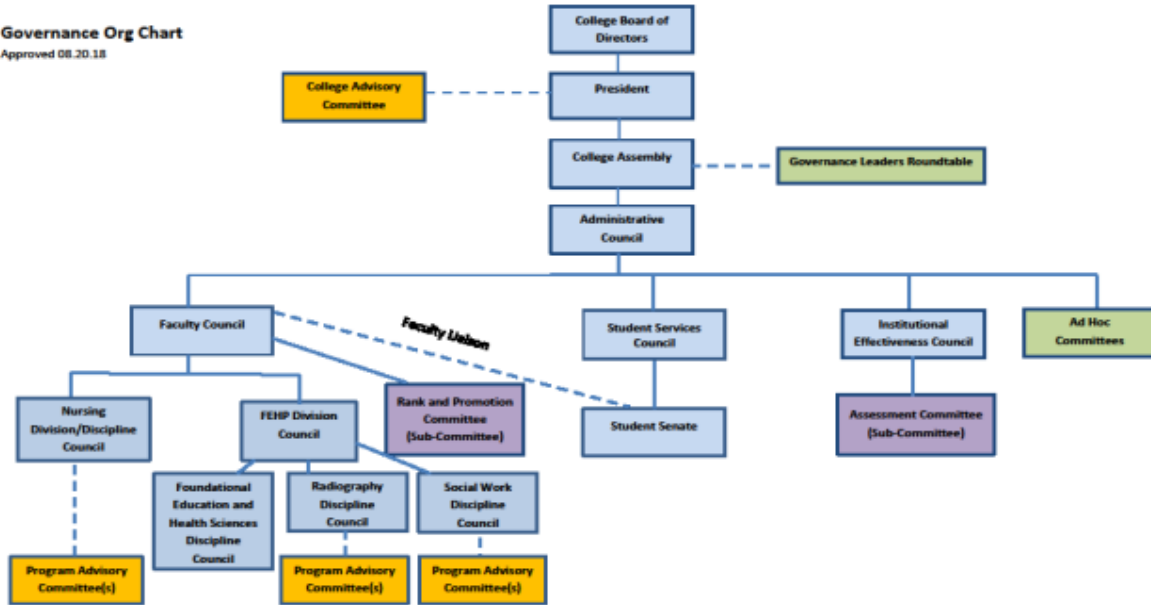 Governance Org Chart
Approved 08.20.18
College Board of
Directors
College Advisory
Committee
President
College Assembly
Governance Leaders Roundtable
Administrative
Council
Faculty Council
Faculty Liaison
Student Services
Council
Institutional
Effectiveness Council
Ad Hoc
Committees
Nursing
Division/Discipline
Council
FEHP Division
Council
Rank and Promotion
Committee
(Sub-Committee)
Student Senate
Assessment Committee
(Sub-Committee)
Foundational
Education and
Health Sciences
Discipline
Council
Radiography
Discipline
Council
Social Work
Discipline
Council
Program Advisory
Committee(s)
Program Advisory
Committee(s)
Program Advisory
Committee(s)